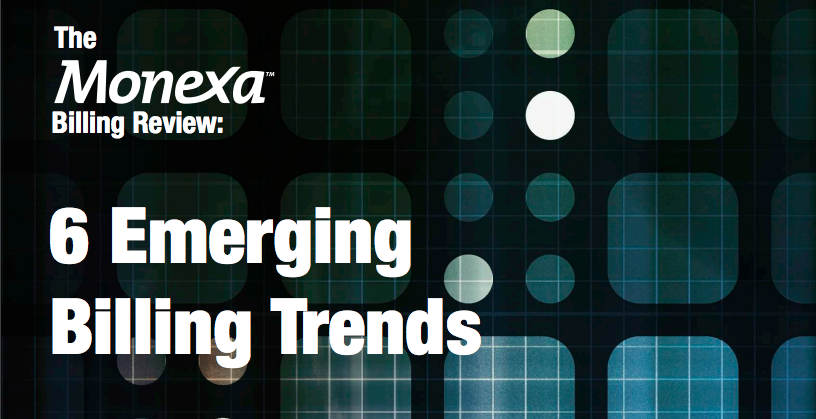 The
Monexa™
Billing Review:
6 Emerging
Billing Trends